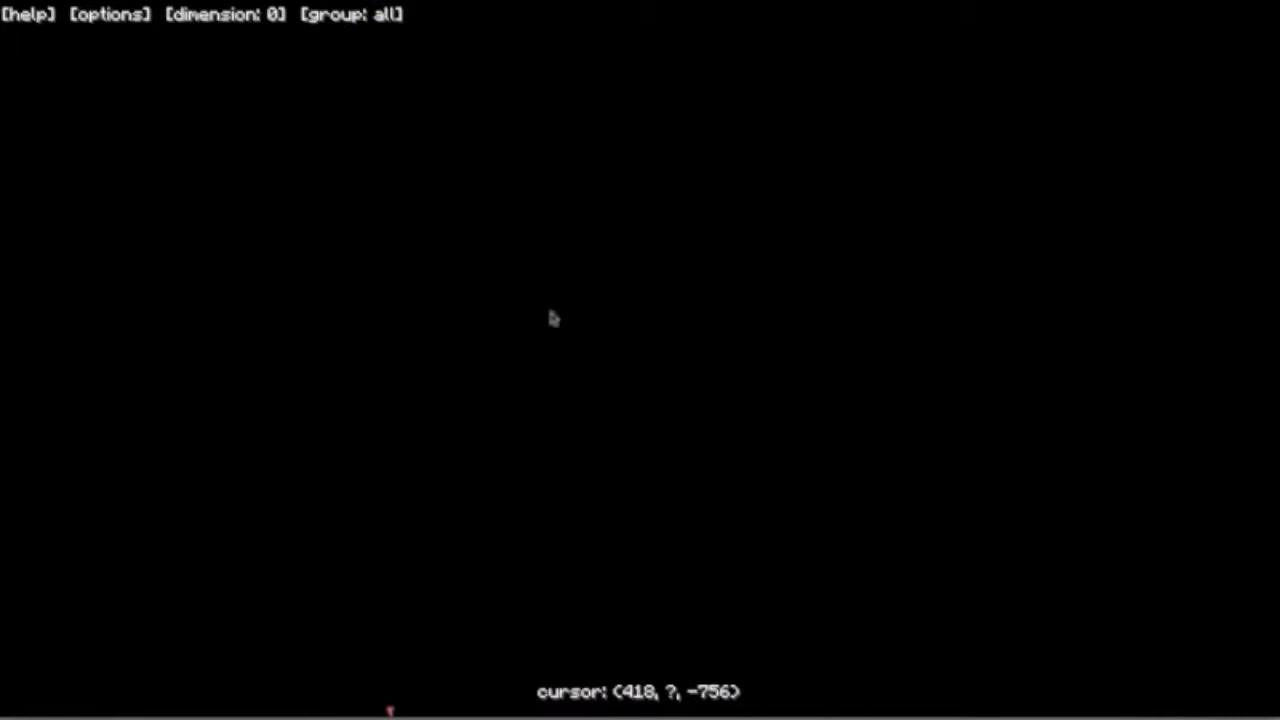 [help] [options] [dimension: 0] [group: all]
cursor: (418, ?, -756)